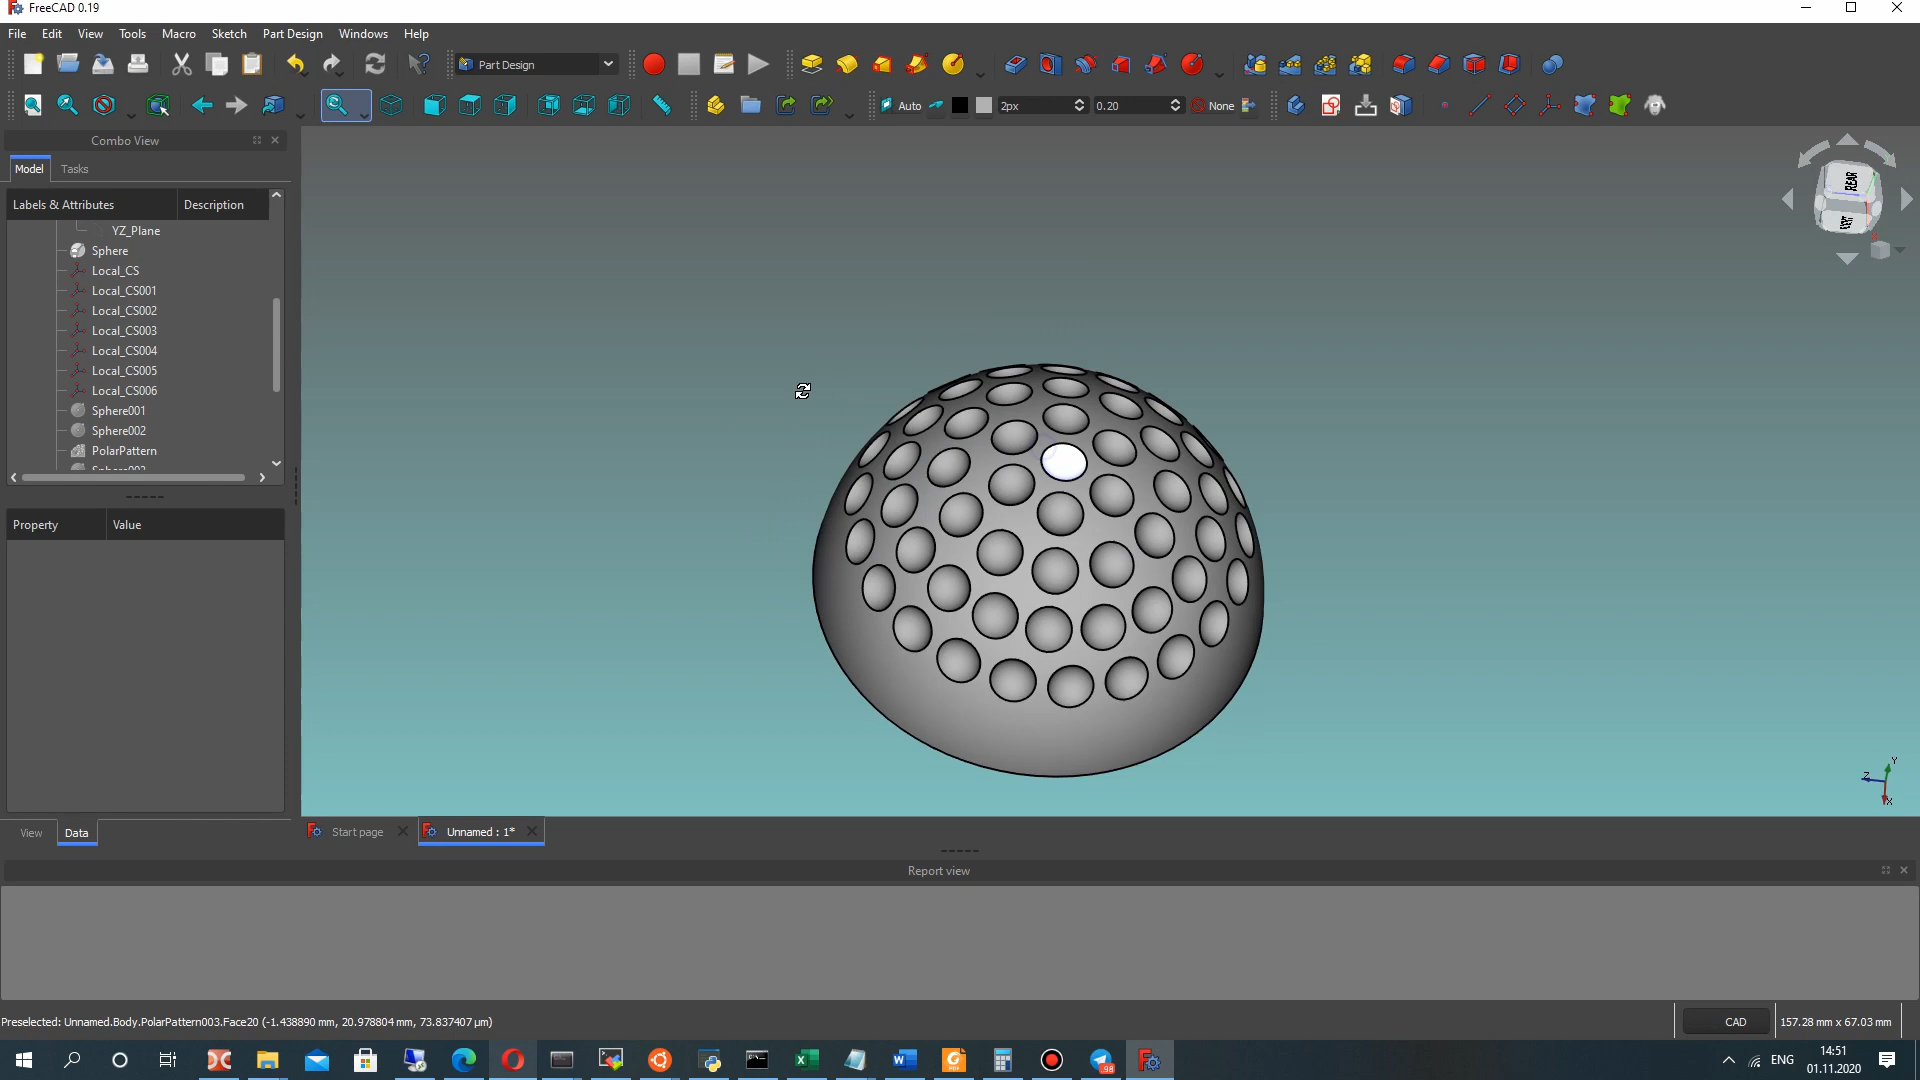 FreeCAD 0.19
File Edit View Tools Macro Sketch Part Design Windows Help
Part Design
Auto 2px 0.20 None
Combo View
Model Tasks
Labels & Attributes Description
YZ_Plane
Sphere
Local_CS
Local_CS001
Local_CS002
Local_CS003
Local_CS004
Local_CS005
Local_CS006
Sphere001
Sphere002
PolarPattern
Property Value
View Data
REAR
Z Y X
Start page Unnamed : 1*
Report view
Preselected: Unnamed.Body.PolarPattern003.Face20 (-1.438890 mm, 20.978804 mm, 73.837407 µm)
CAD 157.28 mm x 67.03 mm
98
ENG 14:51
01.11.2020